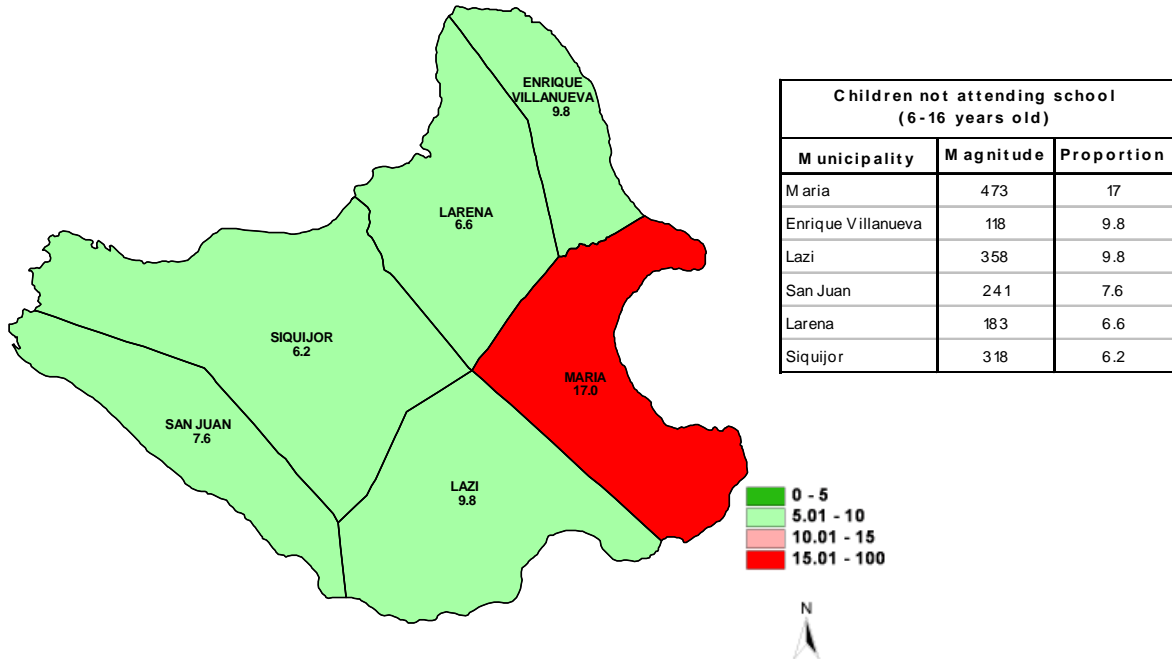 ENRIQUE
VILLANUEVA
9.8
LARENA
6.6
SIQUIJOR
6.2
MARIA
17.0
SAN JUAN
7.6
LAZI
9.8
Children not attending school
(6-16 years old)
Municipality Magnitude Proportion
Maria 473 17
Enrique Villanueva 118 9.8
Lazi 358 9.8
San Juan 241 7.6
Larena 183 6.6
Siquijor 318 6.2
0 - 5
5.01 - 10
10.01 - 15
15.01 - 100
N